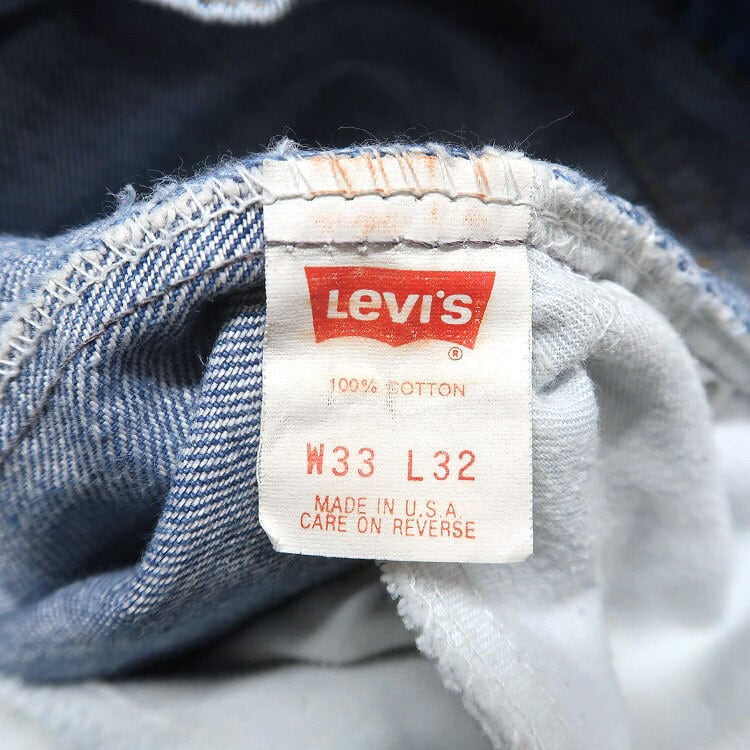 LEVI'S
®
100% COTTON
W33 L32
MADE IN U.S.A.
CARE ON REVERSE